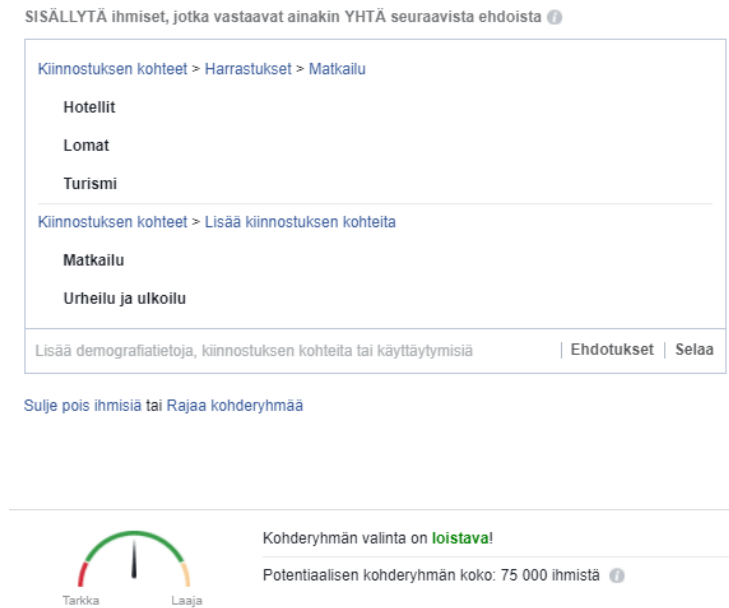 SISÄLLYTÄ ihmiset, jotka vastaavat ainakin YHTÄ seuraavista ehdoista
Kiinnostuksen kohteet > Harrastukset > Matkailu
Hotellit
Lomat
Turismi
Kiinnostuksen kohteet > Lisää kiinnostuksen kohteita
Matkailu
Urheilu ja ulkoilu
Lisää demografiatietoja, kiinnostuksen kohteita tai käyttäytymisiä | Ehdotukset | Selaa
Sulje pois ihmisiä tai Rajaa kohderyhmää
Kohderyhmän valinta on loistava!
Potentiaalisen kohderyhmän koko: 75 000 ihmistä
Tarkka Laaja